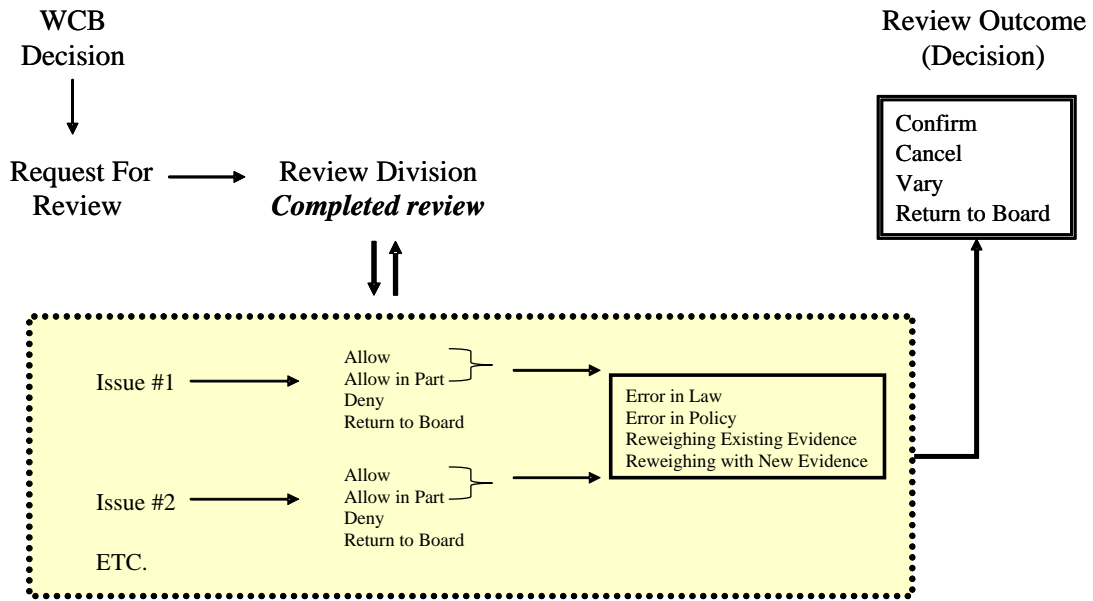 WCB
Decision
Request For
Review
Review Division
Completed review
Review Outcome
(Decision)
Confirm
Cancel
Vary
Return to Board
Issue #1
Allow
Allow in Part
Deny
Return to Board
Issue #2
Allow
Allow in Part
Deny
Return to Board
ETC.
Error in Law
Error in Policy
Reweighing Existing Evidence
Reweighing with New Evidence